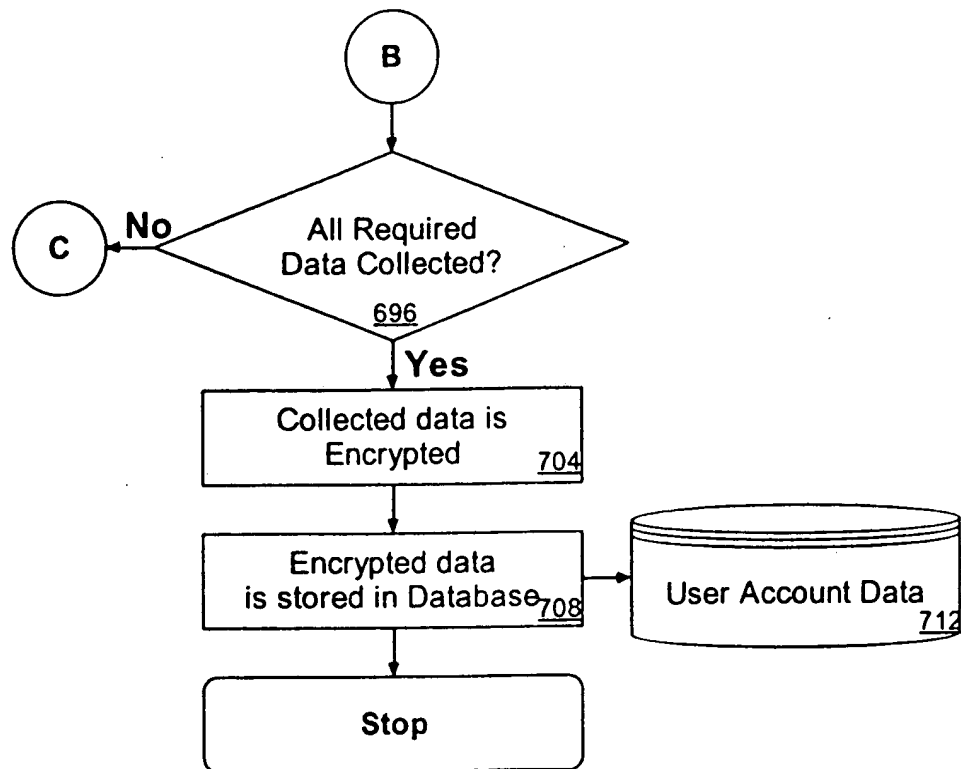 B
All Required
Data Collected?
696
No
C
Yes
Collected data is
Encrypted
704
Encrypted data
is stored in Database
708
User Account Data
712
Stop